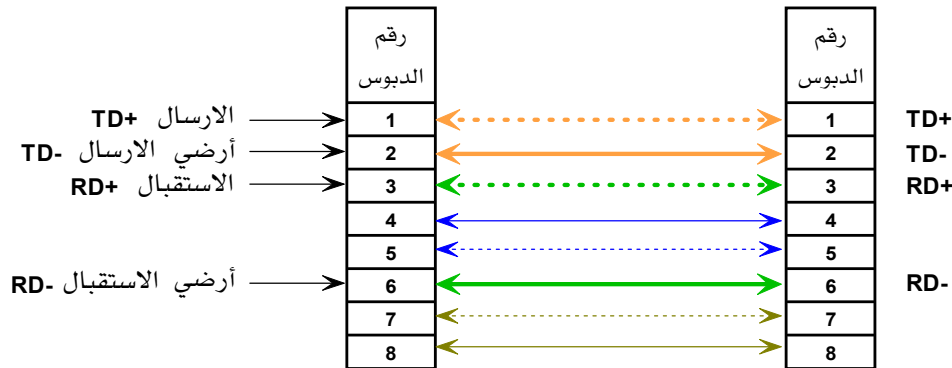 رقم الدبوس
رقم الدبوس
الارسال TD+
1
1
TD+
أرضي الارسال TD-
2
2
TD-
الاستقبال RD+
3
3
RD+
4
4
5
5
أرضي الاستقبال RD-
6
6
RD-
7
7
8
8